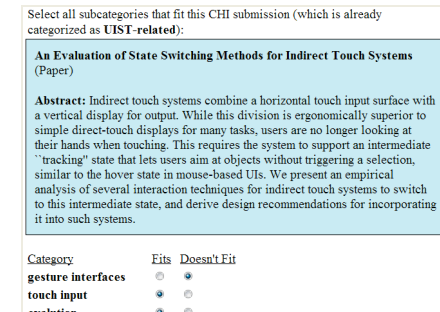 Select all subcategories that fit this CHI submission (which is already
categorized as UIST-related):
An Evaluation of State Switching Methods for Indirect Touch Systems
(Paper)
Abstract: Indirect touch systems combine a horizontal touch input surface with
a vertical display for output. While this division is ergonomically superior to
simple direct-touch displays for many tasks, users are no longer looking at
their hands when touching. This requires the system to support an intermediate
``tracking'' state that lets users aim at objects without triggering a selection,
similar to the hover state in mouse-based UIs. We present an empirical
analysis of several interaction techniques for indirect touch systems to switch
to this intermediate state, and derive design recommendations for incorporating
it into such systems.
Category Fits Doesn't Fit
gesture interfaces
touch input